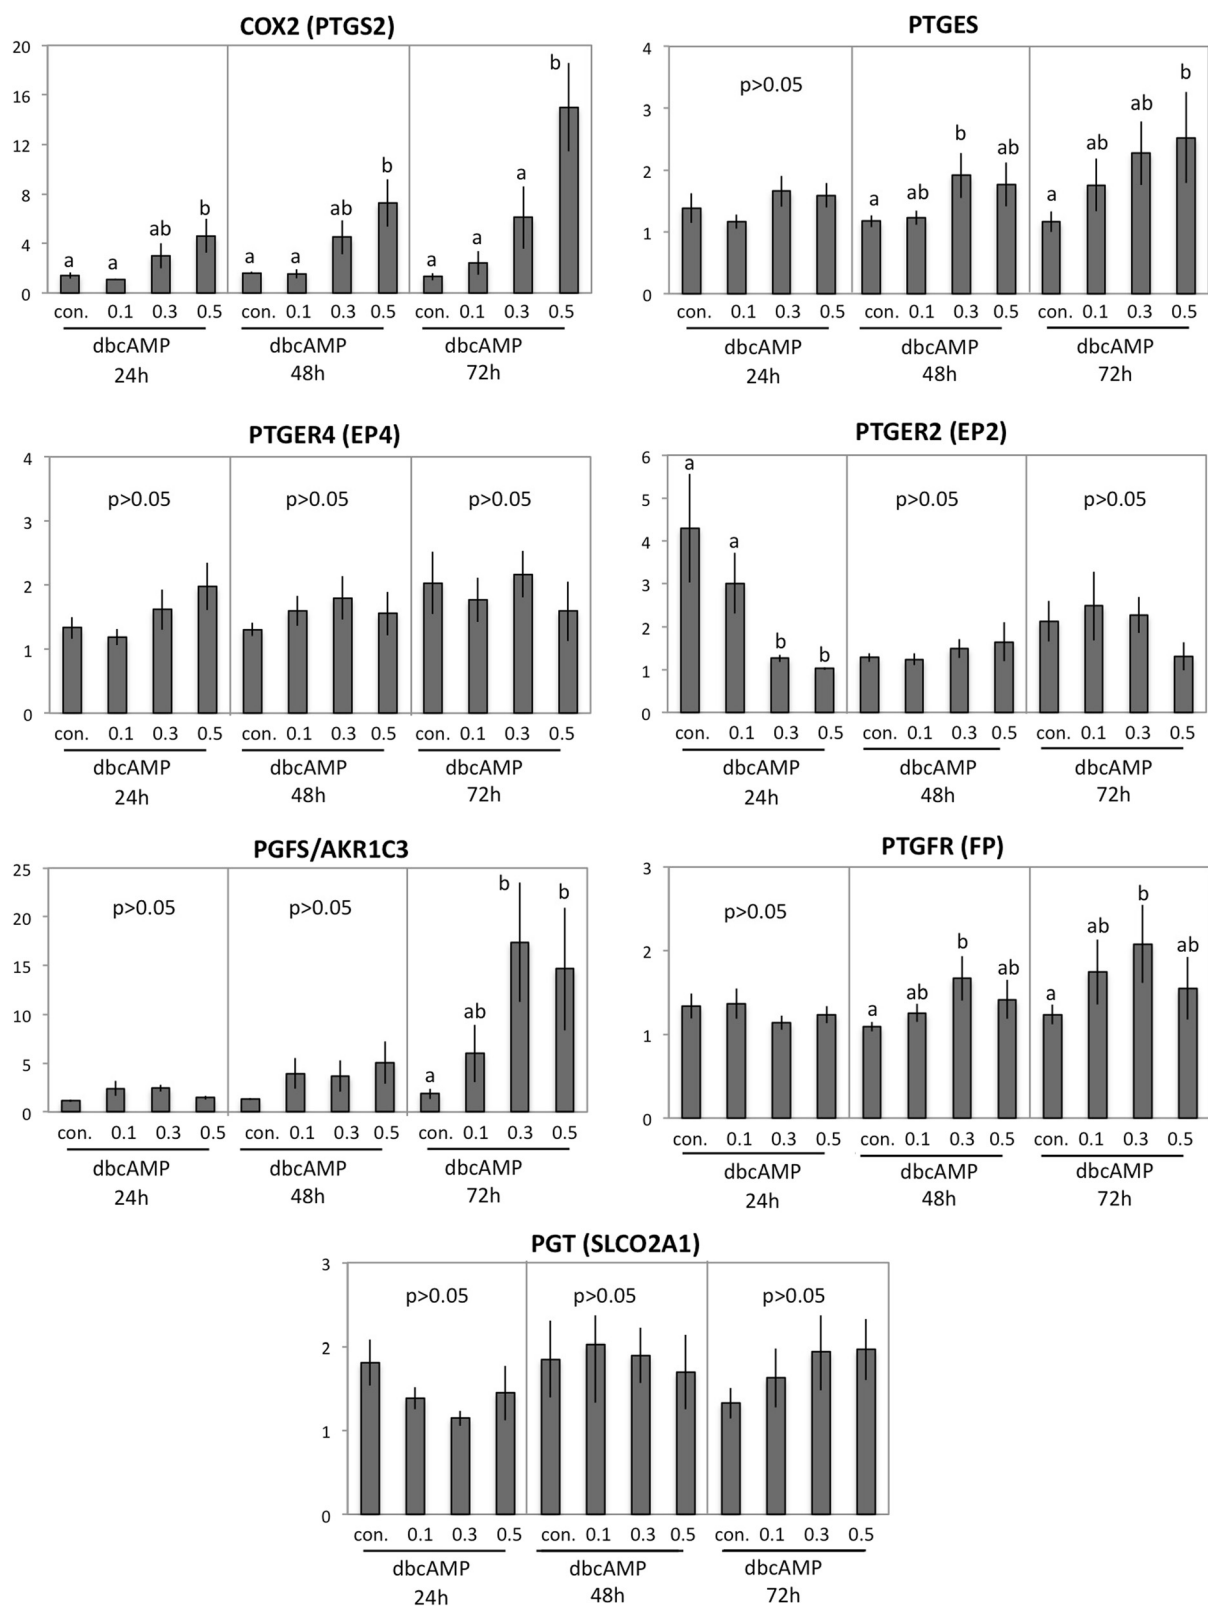 COX2 (PTGS2)
20
16
12
8
4
0
a
a
ab
b
a
a
ab
b
a
a
a
b
con. 0.1 0.3 0.5 con. 0.1 0.3 0.5 con. 0.1 0.3 0.5
dbcAMP dbcAMP dbcAMP
24h 48h 72h
PTGES
4
3
2
1
0
p>0.05
a
ab
b
ab
a
ab
ab
b
con. 0.1 0.3 0.5 con. 0.1 0.3 0.5 con. 0.1 0.3 0.5
dbcAMP dbcAMP dbcAMP
24h 48h 72h
PTGER4 (EP4)
4
3
2
1
0
p>0.05 p>0.05 p>0.05
con. 0.1 0.3 0.5 con. 0.1 0.3 0.5 con. 0.1 0.3 0.5
dbcAMP dbcAMP dbcAMP
24h 48h 72h
PTGER2 (EP2)
6
5
4
3
2
1
0
a
a
b
b
p>0.05 p>0.05
con. 0.1 0.3 0.5 con. 0.1 0.3 0.5 con. 0.1 0.3 0.5
dbcAMP dbcAMP dbcAMP
24h 48h 72h
PGFS/AKR1C3
25
20
15
10
5
0
p>0.05 p>0.05
a
ab
b
b
con. 0.1 0.3 0.5 con. 0.1 0.3 0.5 con. 0.1 0.3 0.5
dbcAMP dbcAMP dbcAMP
24h 48h 72h
PTGFR (FP)
3
2
1
0
p>0.05
a
ab
b
ab
a
ab
b
ab
con. 0.1 0.3 0.5 con. 0.1 0.3 0.5 con. 0.1 0.3 0.5
dbcAMP dbcAMP dbcAMP
24h 48h 72h
PGT (SLCO2A1)
3
2
1
0
p>0.05 p>0.05 p>0.05
con. 0.1 0.3 0.5 con. 0.1 0.3 0.5 con. 0.1 0.3 0.5
dbcAMP dbcAMP dbcAMP
24h 48h 72h